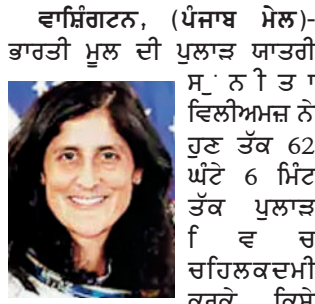 ਵਾਸ਼ਿੰਗਟਨ, (ਪੰਜਾਬ ਮੇਲ)-
ਭਾਰਤੀ ਮੂਲ ਦੀ ਪੁਲਾੜ ਯਾਤਰੀ
ਸੁਨੀਤਾ
ਵਿਲੀਅਮਜ਼ ਨੇ
ਹੁਣ ਤੱਕ 62
ਘੰਟੇ 6 ਮਿੰਟ
ਤੱਕ ਪੁਲਾੜ
ਵਿਚ
ਚਹਿਲਕਦਮੀ
ਕਰਕੇ ਕਿਸੇ